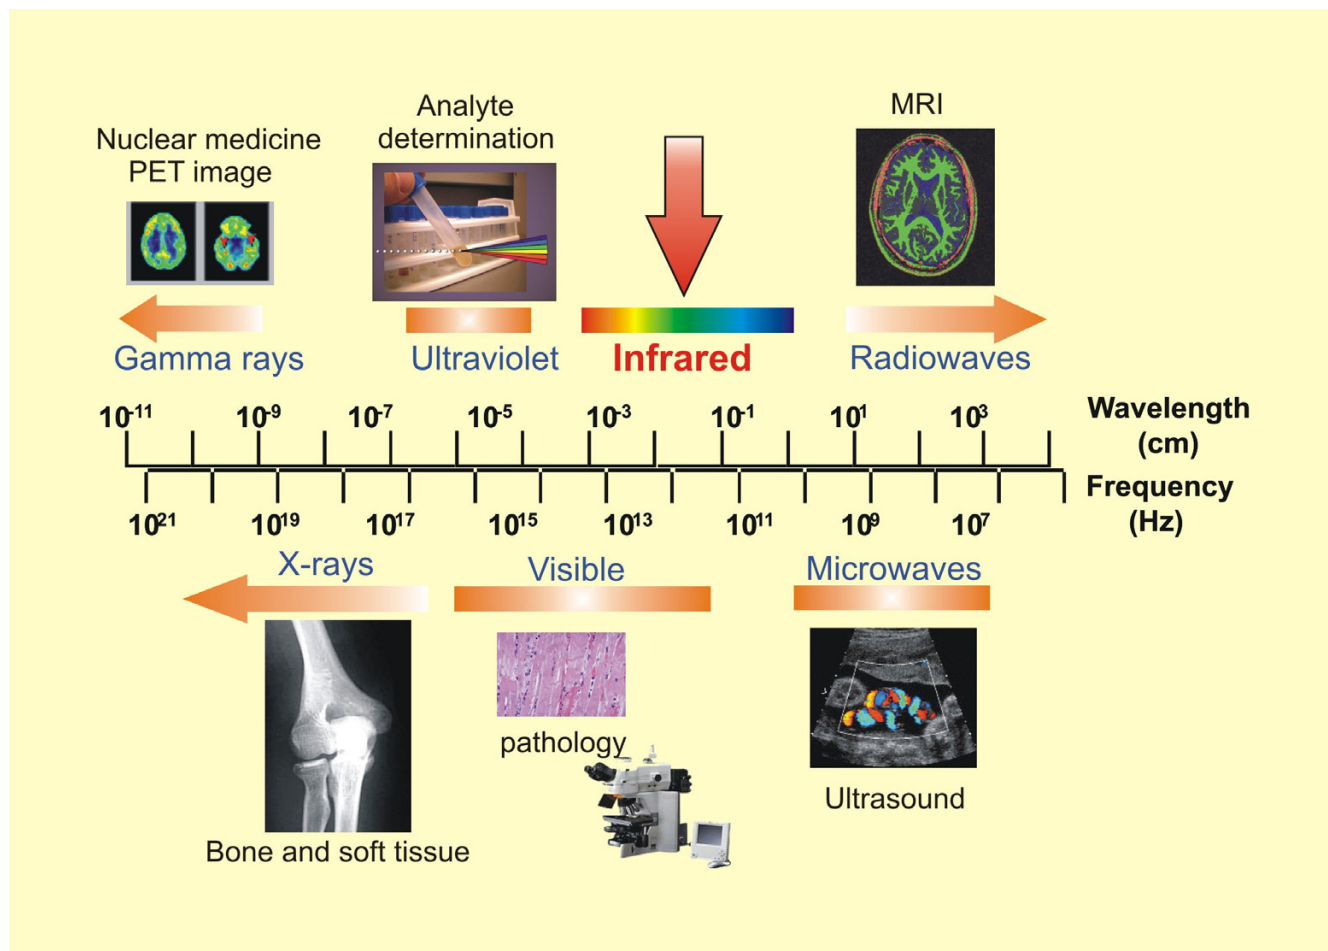 Nuclear medicine
PET image
Analyte
determination
MRI
Gamma rays
Ultraviolet
Infrared
Radiowaves
10-11 10-9 10-7 10-5 10-3 10-1 101 103
Wavelength
(cm)
1021 1019 1017 1015 1013 1011 109 107
Frequency
(Hz)
X-rays
Visible
Microwaves
pathology
Ultrasound
Bone and soft tissue